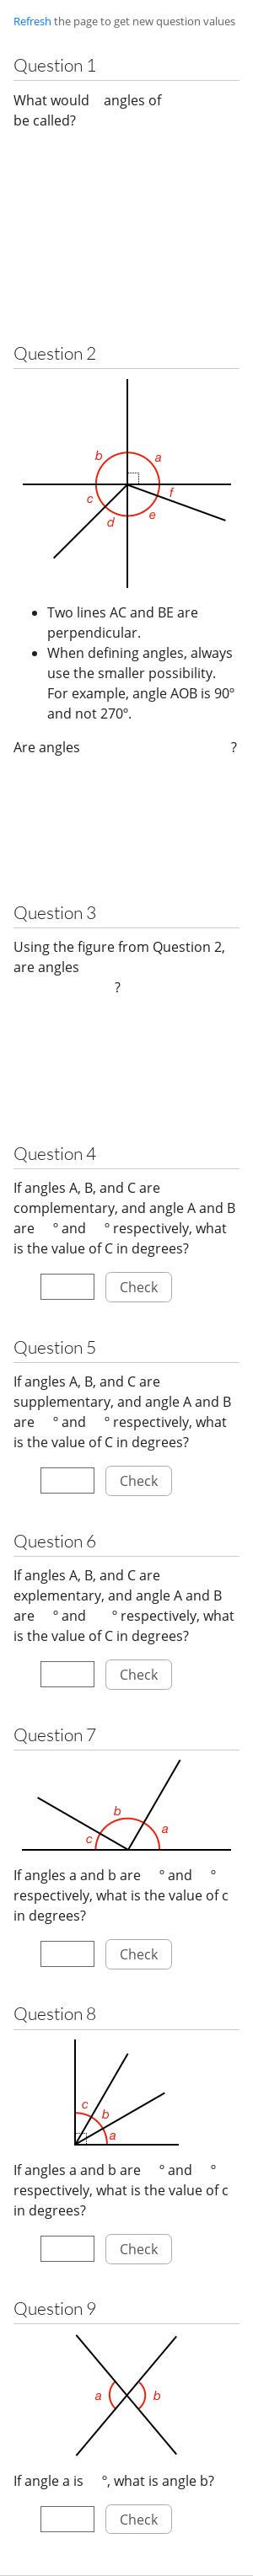 Refresh the page to get new question values
Question 1
What would angles of
be called?
Question 2
b a
c f
d e
Two lines AC and BE are
perpendicular.
When defining angles, always
use the smaller possibility.
For example, angle AOB is 90°
and not 270°.
Are angles ?
Question 3
Using the figure from Question 2,
are angles
?
Question 4
If angles A, B, and C are
complementary, and angle A and B
are ° and ° respectively, what
is the value of C in degrees?
Check
Question 5
If angles A, B, and C are
supplementary, and angle A and B
are ° and ° respectively, what
is the value of C in degrees?
Check
Question 6
If angles A, B, and C are
explementary, and angle A and B
are ° and ° respectively, what
is the value of C in degrees?
Check
Question 7
b
c a
If angles a and b are ° and °
respectively, what is the value of c
in degrees?
Check
Question 8
c
b
a
If angles a and b are ° and °
respectively, what is the value of c
in degrees?
Check
Question 9
a b
If angle a is °, what is angle b?
Check